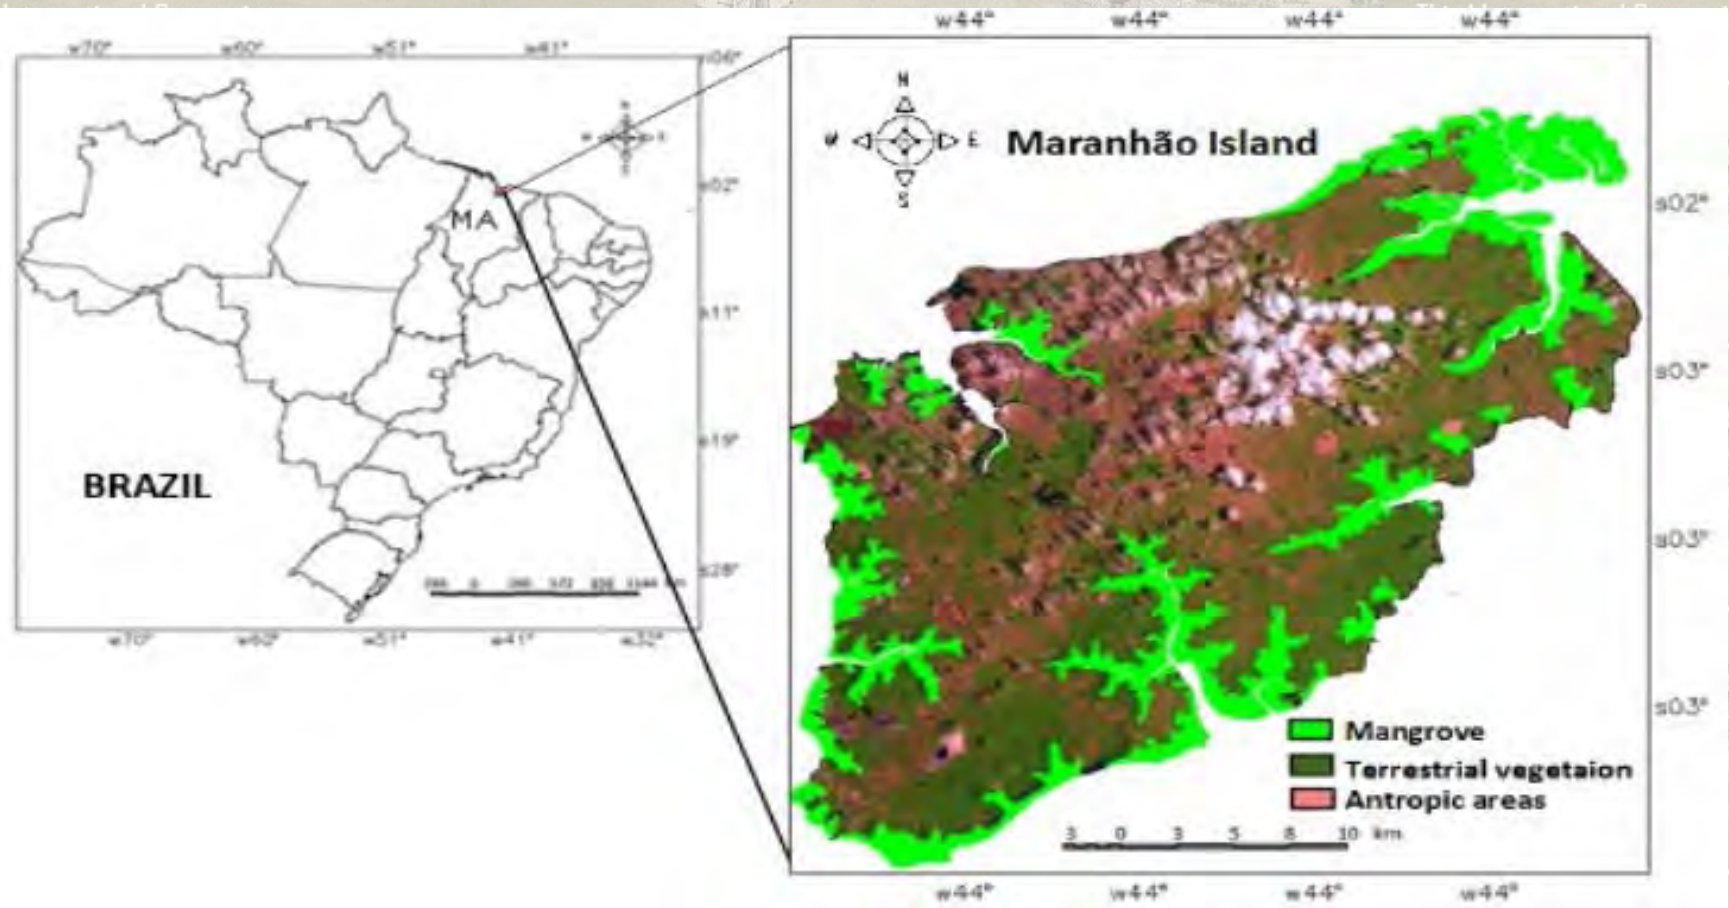 w44° w44° w44° w44°
w70° w60° w51° w41°
s06°
N
W E
S
Maranhão Island
MA
s02°
s02°
s11°
s03°
s19°
BRAZIL
s03°
s28°
w70° w60° w51° w41° w32°
s03°
Mangrove
Terrestrial vegetaion
Antropic areas
3 0 3 5 8 10 km
w44° w44° w44° w44°